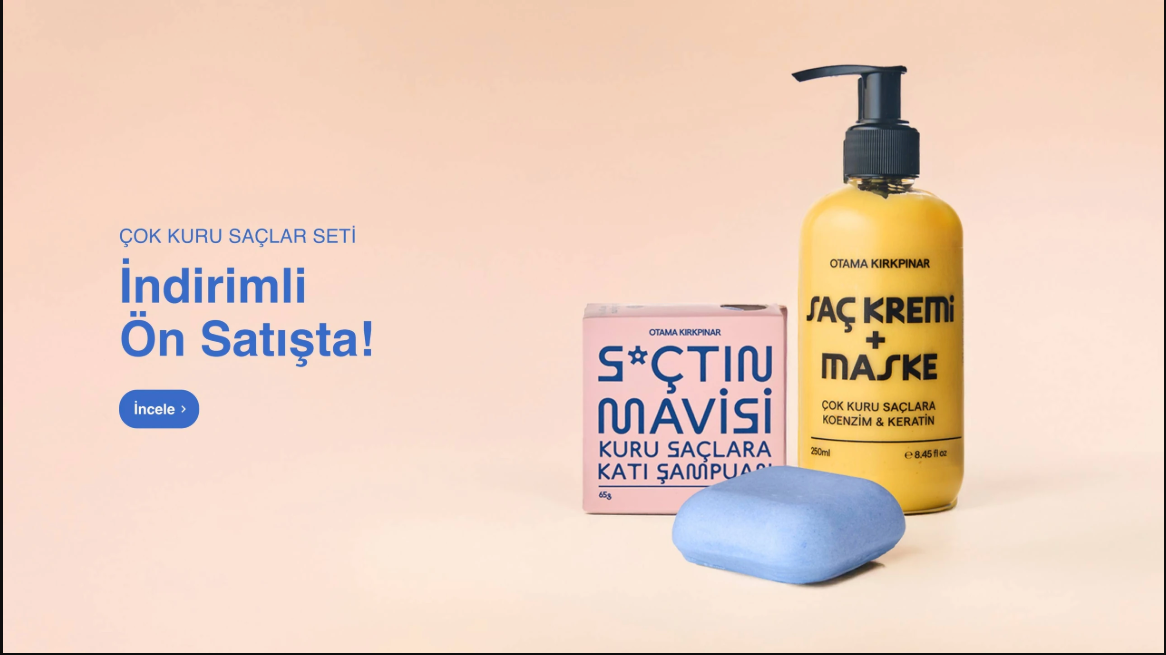 ÇOK KURU SAÇLAR SETİ
İndirimli
Ön Satışta!
İncele >
OTAMA KIRKPINAR
S*ÇTIN
MAVİSİ
KURU SAÇLARA
KATI ŞAMPUAN
65g
OTAMA KIRKPINAR
SAÇ KREMİ
+
MASKE
ÇOK KURU SAÇLARA
KOENZİM & KERATİN
250ml ℮ 8.45 fl oz